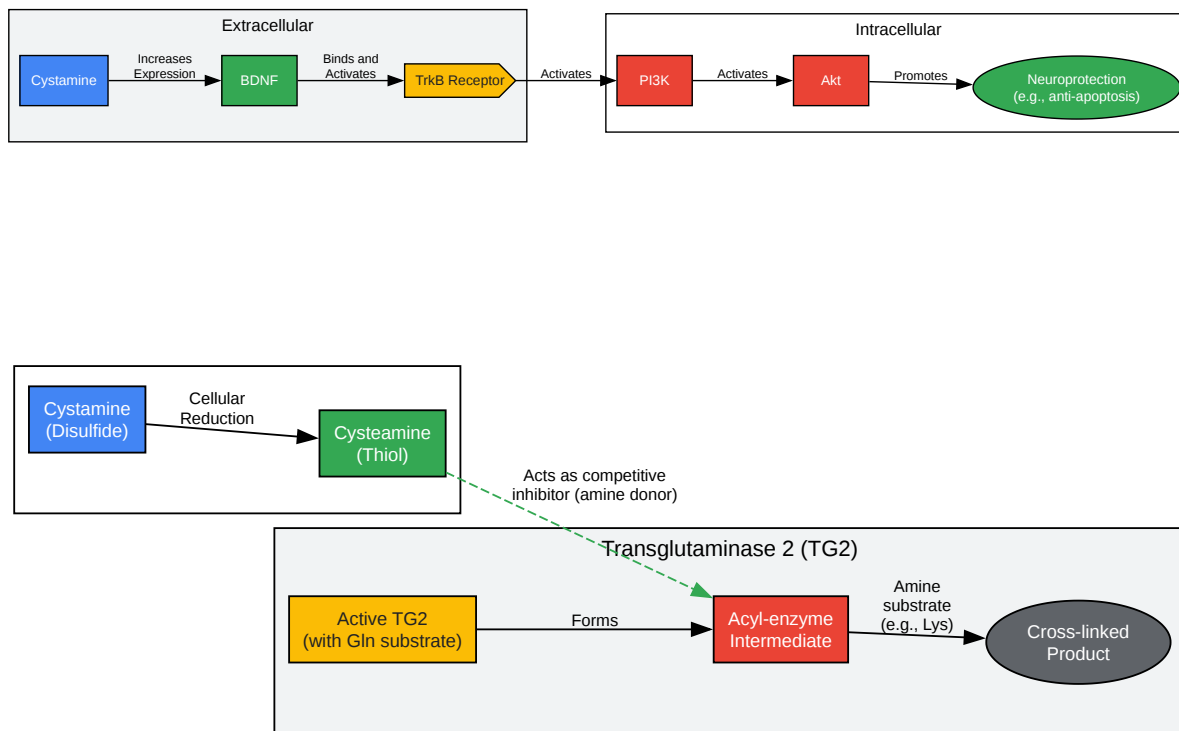 Extracellular
Intracellular
Cystamine
Increases
Expression
BDNF
Binds and
Activates
TrkB Receptor
Activates
PI3K
Activates
Akt
Promotes
Neuroprotection
(e.g., anti-apoptosis)
Cystamine
(Disulfide)
Cellular
Reduction
Cysteamine
(Thiol)
Acts as competitive
inhibitor (amine donor)
Transglutaminase 2 (TG2)
Active TG2
(with Gln substrate)
Forms
Acyl-enzyme
Intermediate
Amine
substrate
(e.g., Lys)
Cross-linked
Product